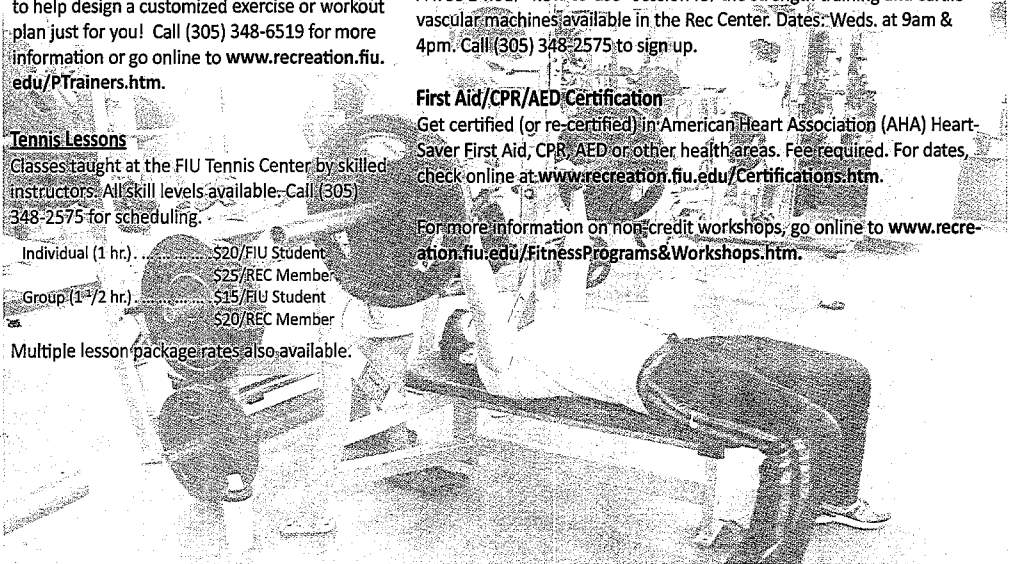 to help design a customized exercise or workout
plan just for you! Call (305) 348-6519 for more
information or go online to www.recreation.fiu.
edu/PTrainers.htm.
Tennis Lessons
Classes taught at the FIU Tennis Center by skilled
instructors. All skill levels available. Call (305)
348-2575 for scheduling.
Individual (1 hr.). . . . . . . . . . . . $20/FIU Student
$25/REC Member
Group (1 1/2 hr.) . . . . . . . . . . . . $15/FIU Student
$20/REC Member
Multiple lesson package rates also available.
vascular machines available in the Rec Center. Dates: Weds. at 9am &
4pm. Call (305) 348-2575 to sign up.
First Aid/CPR/AED Certification
Get certified (or re-certified) in American Heart Association (AHA) Heart-
Saver First Aid, CPR, AED or other health areas. Fee required. For dates,
check online at www.recreation.fiu.edu/Certifications.htm.
For more information on non-credit workshops, go online to www.recre-
ation.fiu.edu/FitnessPrograms&Workshops.htm.